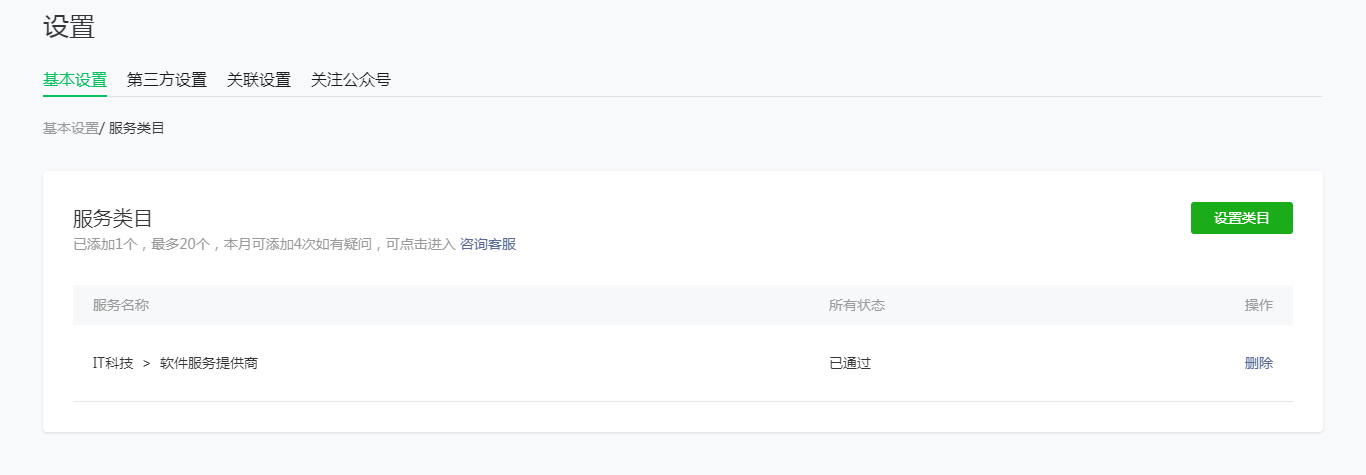 设置
基本设置 第三方设置 关联设置 关注公众号
基本设置/ 服务类目
服务类目
设置类目
已添加1个，最多20个，本月可添加4次如有疑问，可点击进入 咨询客服
服务名称 所有状态 操作
IT科技 > 软件服务提供商 已通过 删除